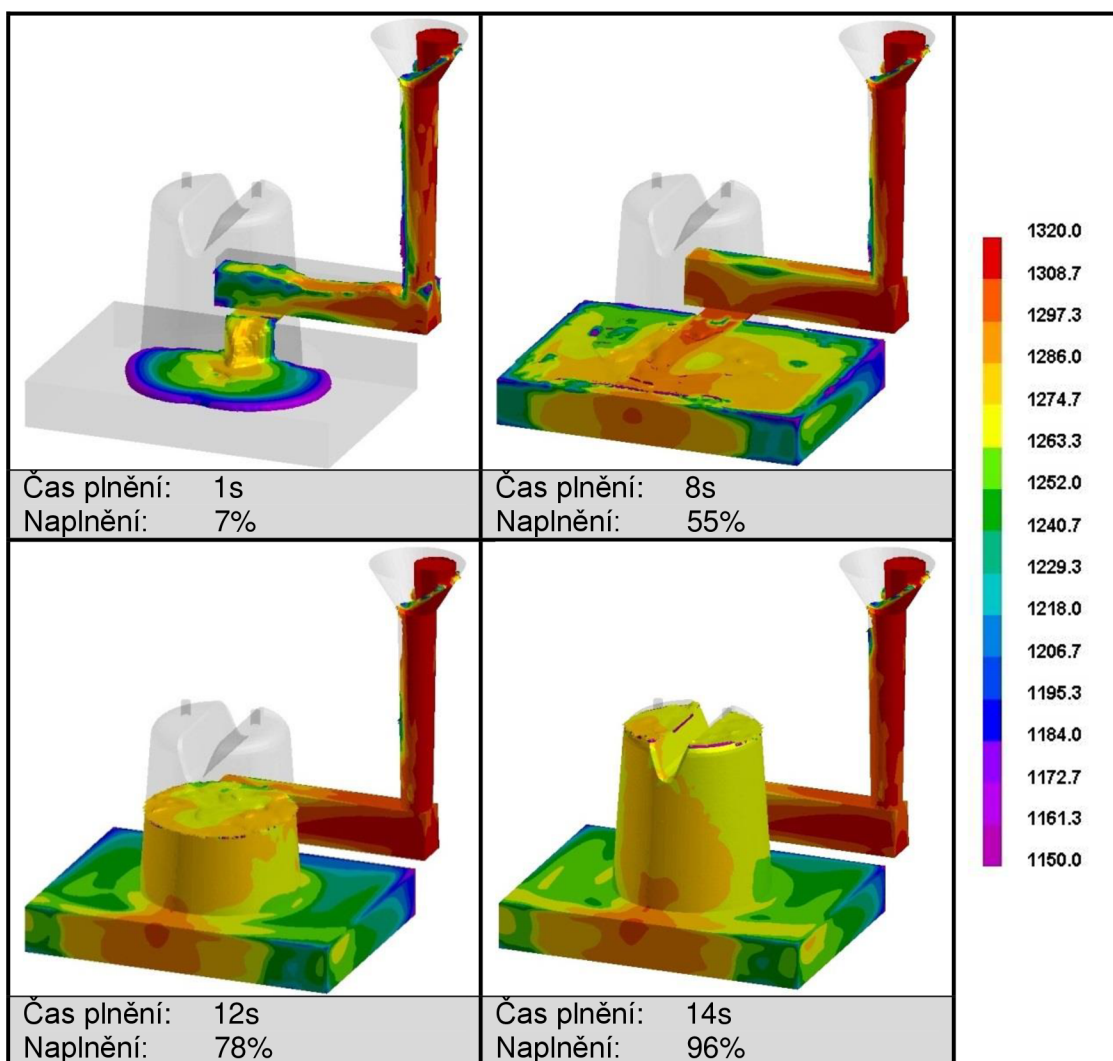 Čas plnění: 1s
Naplnění: 7%
Čas plnění: 8s
Naplnění: 55%
Čas plnění: 12s
Naplnění: 78%
Čas plnění: 14s
Naplnění: 96%
1320.0
1308.7
1297.3
1286.0
1274.7
1263.3
1252.0
1240.7
1229.3
1218.0
1206.7
1195.3
1184.0
1172.7
1161.3
1150.0